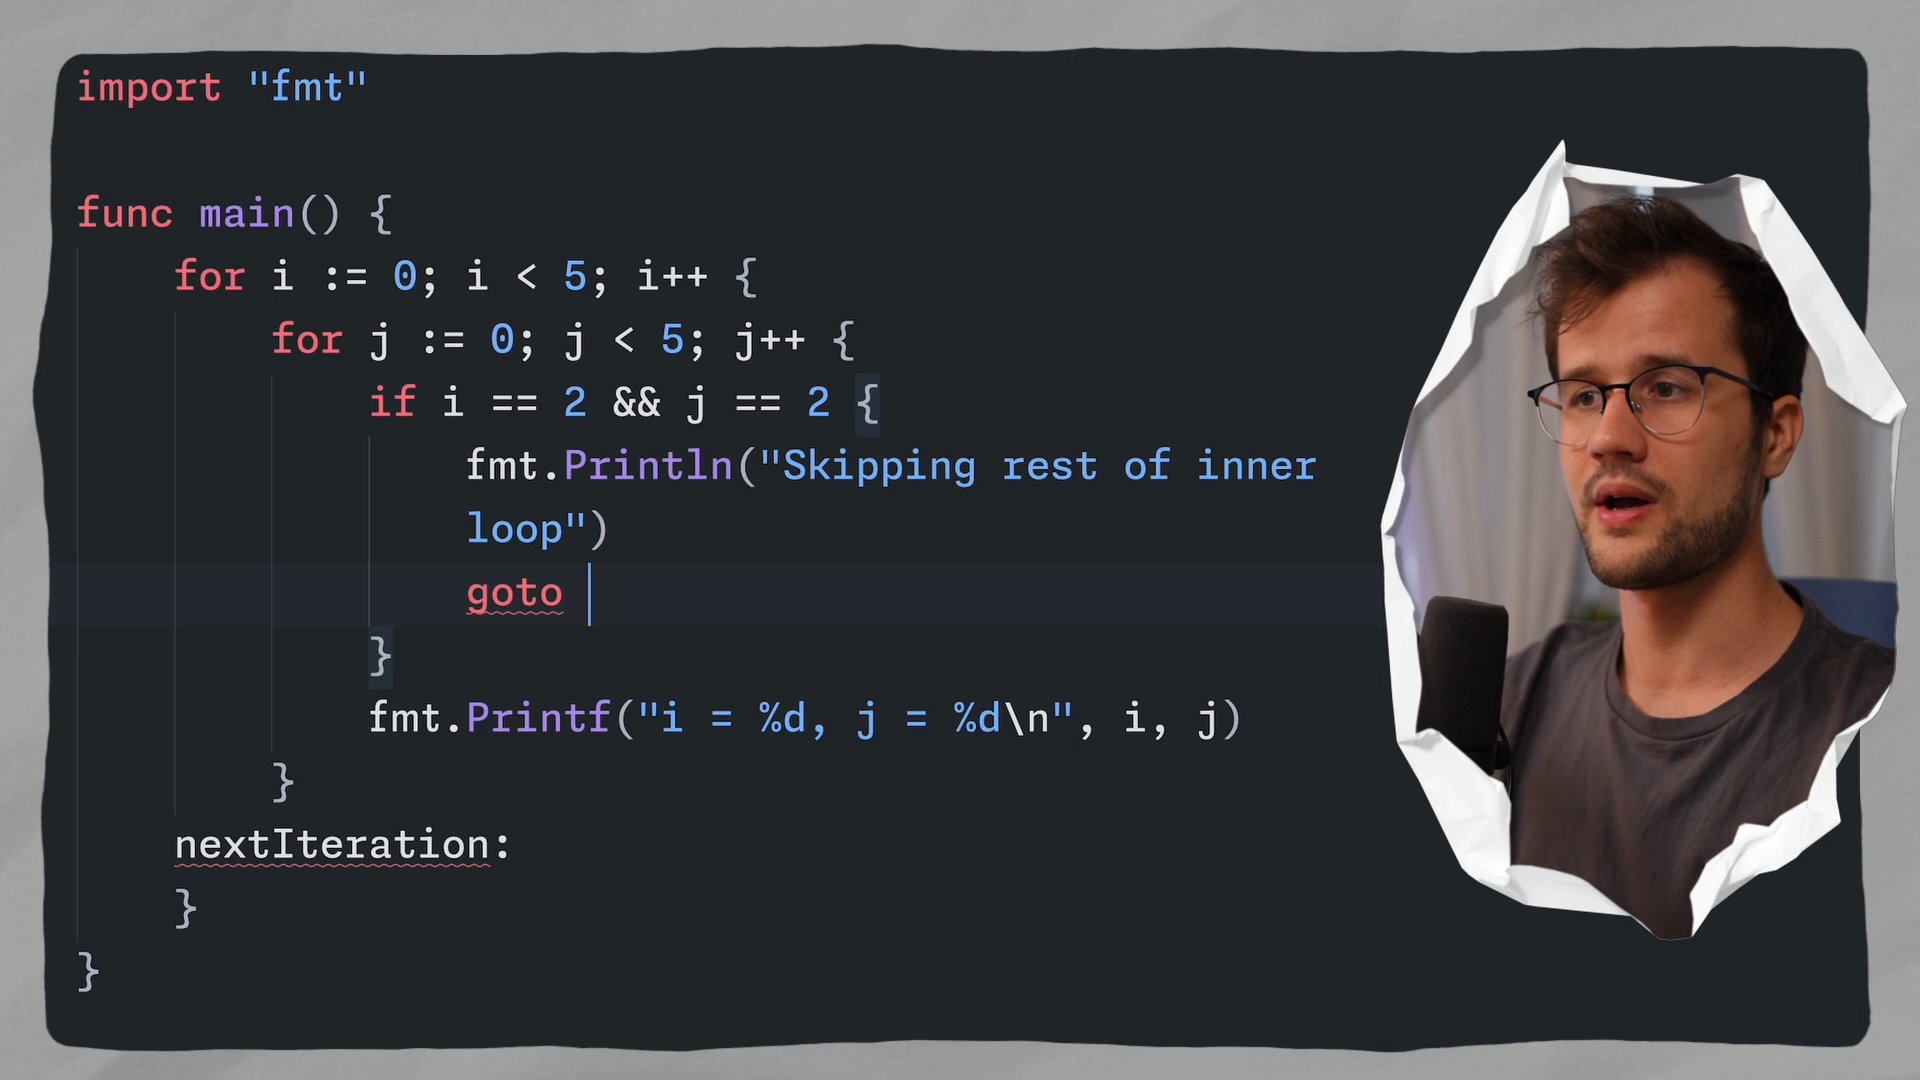 import "fmt"
func main() {
for i := 0; i < 5; i++ {
for j := 0; j < 5; j++ {
if i == 2 && j == 2 {
fmt.Println("Skipping rest of inner
loop")
goto
}
fmt.Printf("i = %d, j = %d\n", i, j)
}
nextIteration:
}
}